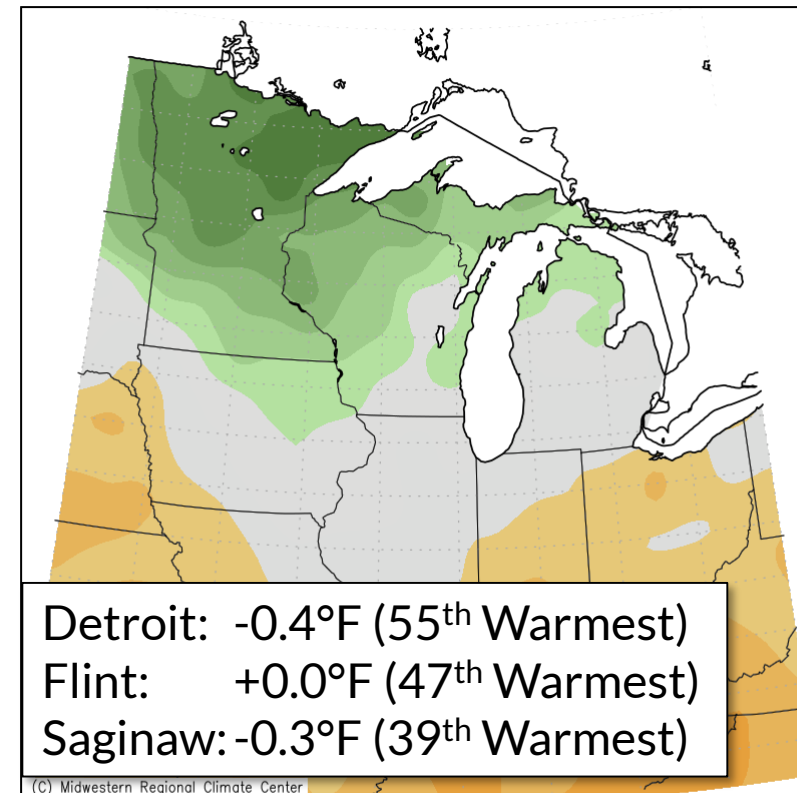 Detroit: -0.4°F (55th Warmest)
Flint: +0.0°F (47th Warmest)
Saginaw: -0.3°F (39th Warmest)
(C) Midwestern Regional Climate Center